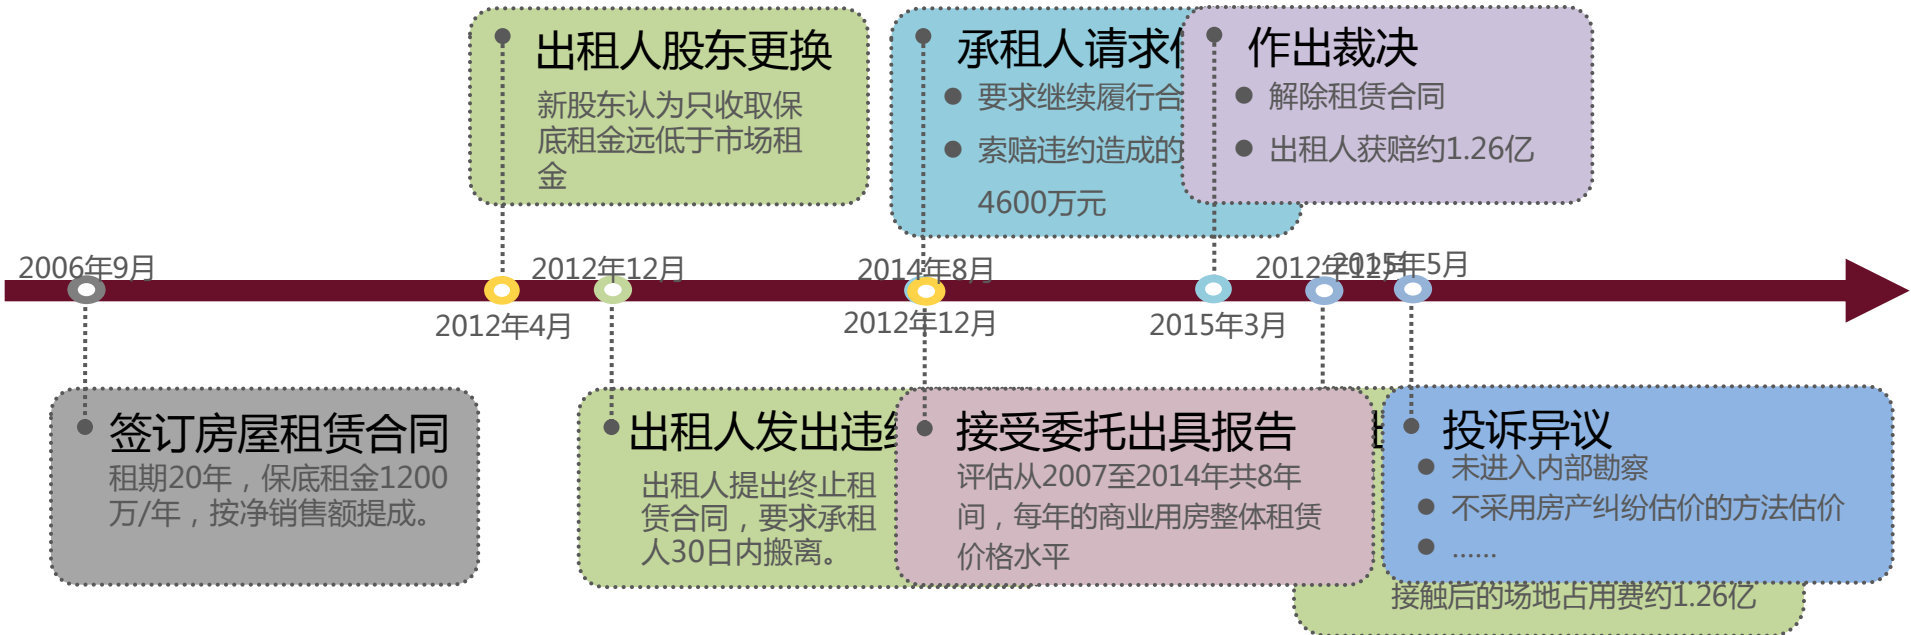 出租人股东更换
新股东认为只收取保
底租金远低于市场租
金
承租人请求
要求继续履行合
索赔违约造成的
4600万元
作出裁决
解除租赁合同
出租人获赔约1.26亿
2006年9月
2012年4月
2012年12月
2014年8月
2012年12月
2015年3月
2012年12月
2015年5月
签订房屋租赁合同
租期20年，保底租金1200
万/年，按净销售额提成。
出租人发出违
出租人提出终止租
赁合同，要求承租
人30日内搬离。
接受委托出具报告
评估从2007至2014年共8年
间，每年的商业用房整体租赁
价格水平
投诉异议
未进入内部勘察
不采用房产纠纷估价的方法估价
……
接触后的场地占用费约1.26亿